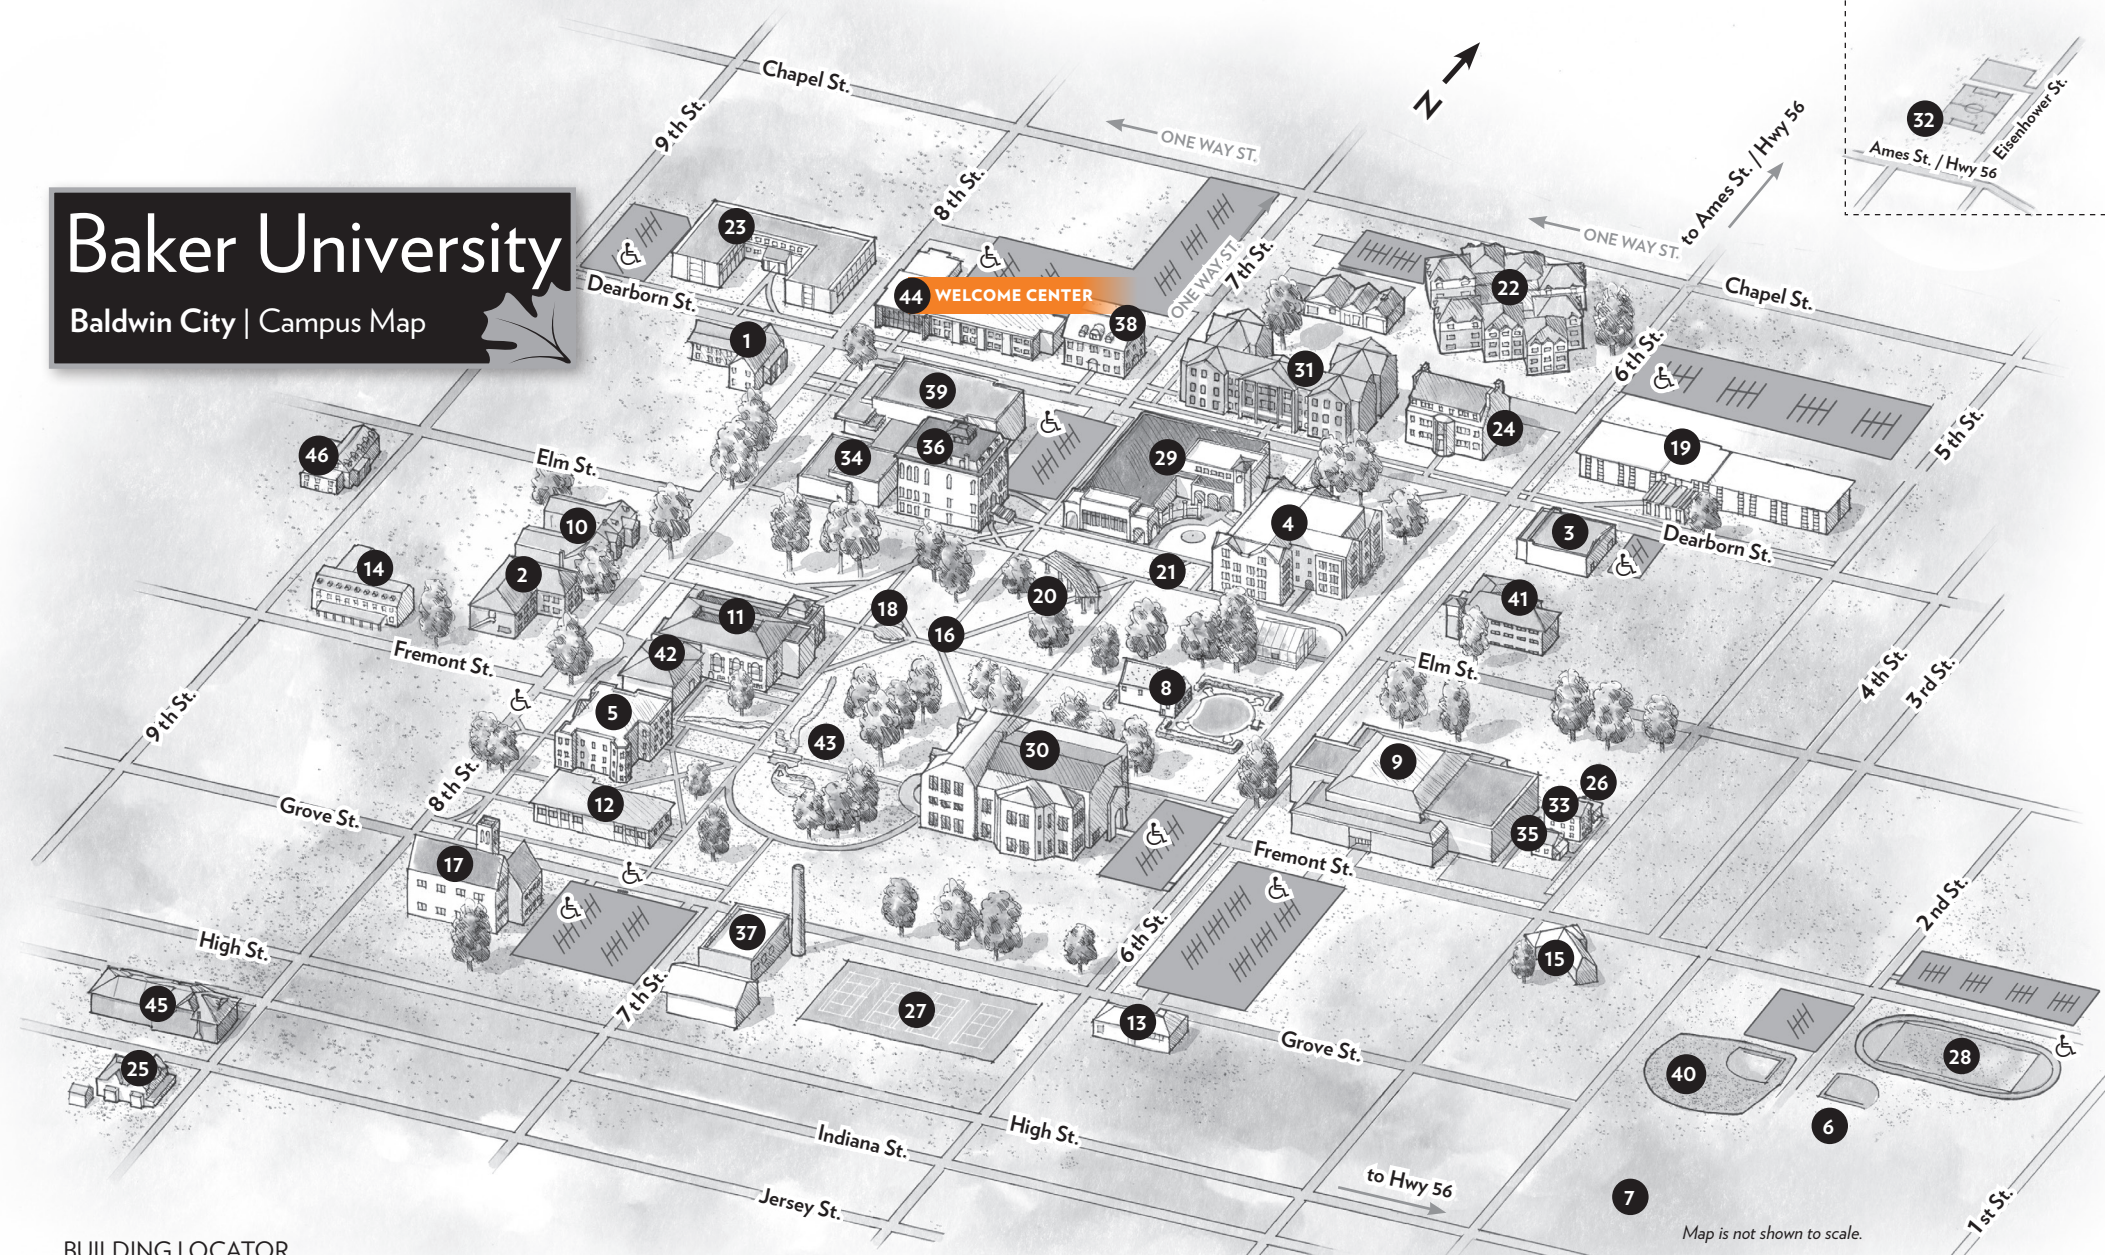 Baker University
Baldwin City | Campus Map
Chapel St.
9th St.
ONE WAY ST.
8th St.
N
to Ames St. / Hwy 56
ONE WAY ST.
32
Ames St. / Hwy 56
Eisenhower St.
23
Dearborn St.
44 WELCOME CENTER
38
ONE WAY ST.
7th St.
22
Chapel St.
1
31
6th St.
39
24
19
5th St.
46
Elm St.
34
36
29
4
3
Dearborn St.
10
14
2
21
20
41
11
18
16
42
Fremont St.
Elm St.
4th St.
3rd St.
9th St.
5
8
43
30
9
26
33
35
8th St.
12
Grove St.
17
Fremont St.
2nd St.
37
6th St.
15
High St.
45
7th St.
27
13
Grove St.
28
40
25
6
Indiana St.
High St.
to Hwy 56
7
Jersey St.
1st St.
Map is not shown to scale.
BUILDING LOCATOR